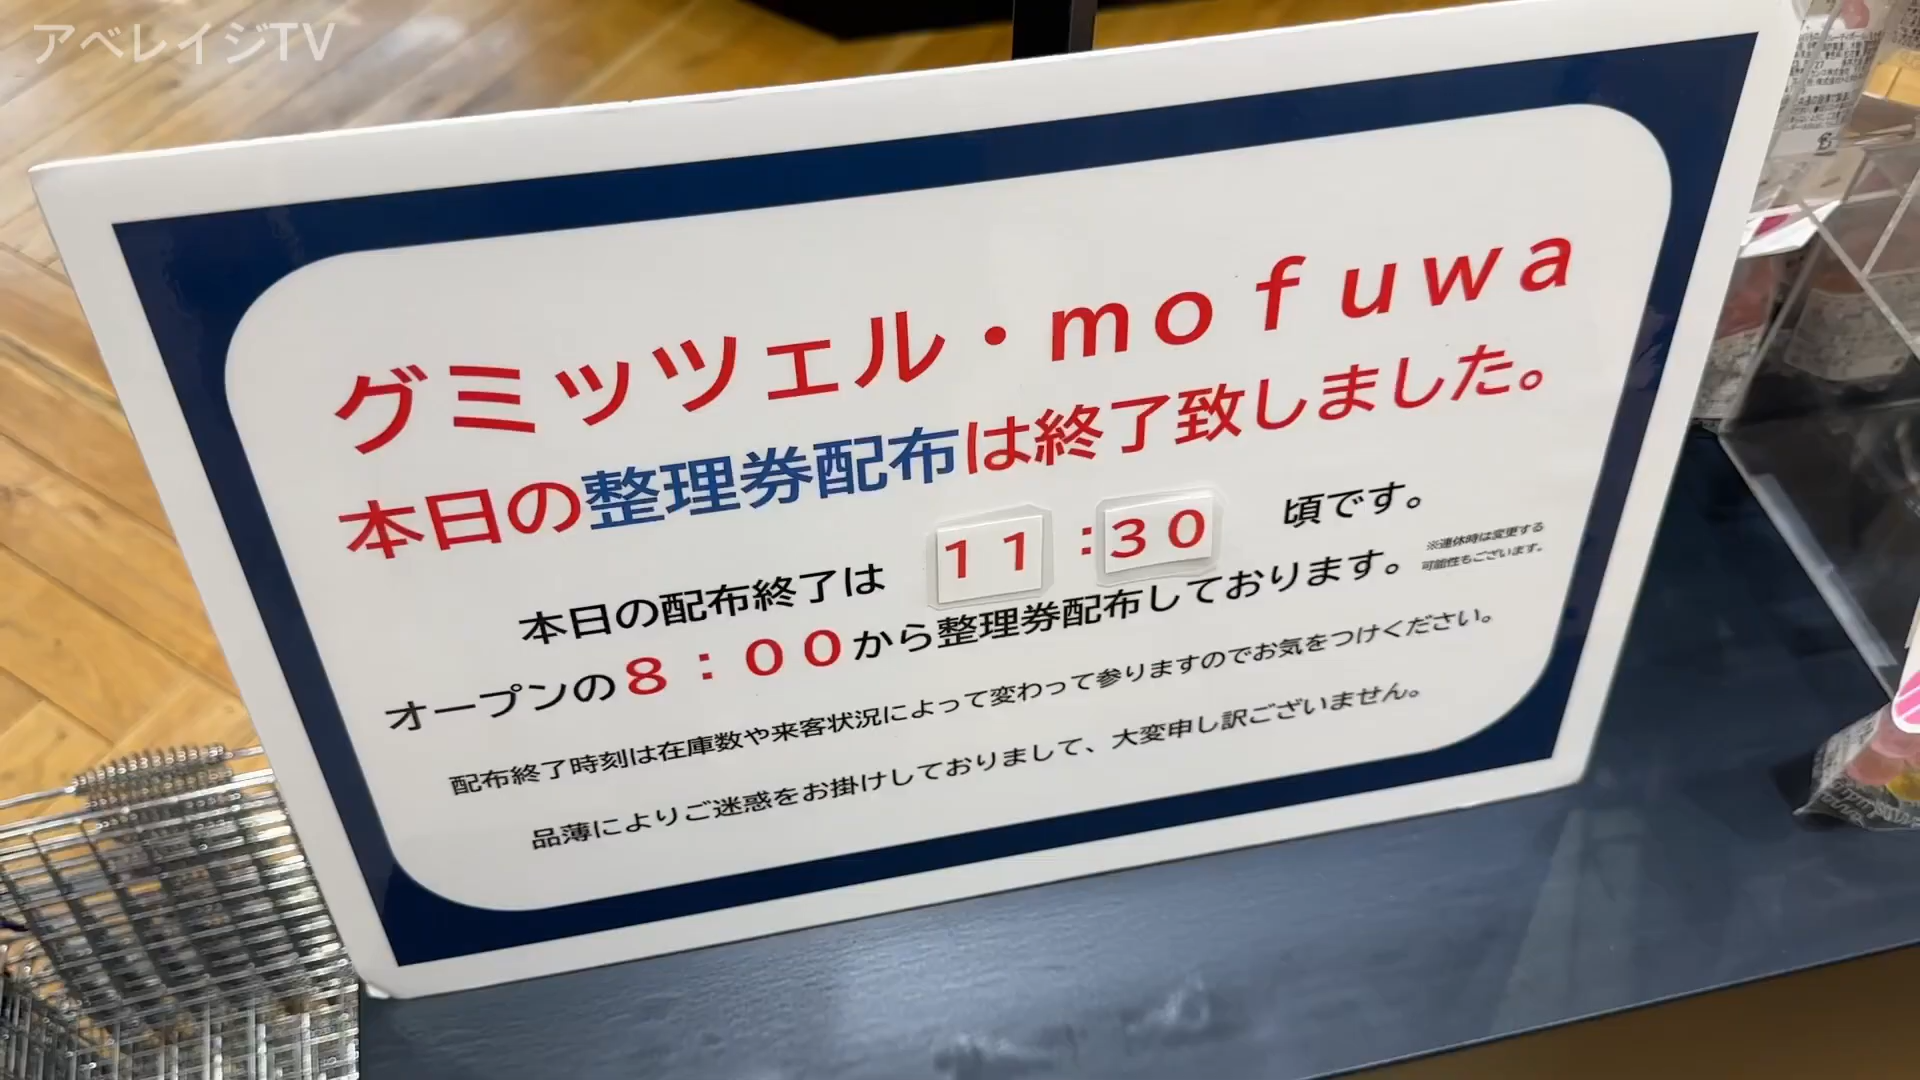 アベレイジTV
グミッツェル・mofuwa
本日の整理券配布は終了致しました。
本日の配布終了は 11:30 頃です。
オープンの8:00から整理券配布しております。
※連休時は変更する
可能性もございます。
配布終了時刻は在庫数や来客状況によって変わって参りますのでお気をつけください。
品薄によりご迷惑をお掛けしておりまして、大変申し訳ございません。